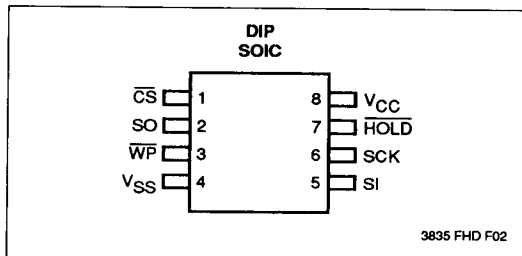 DIP
SOIC
CS 1 8 VCC
SO 2 7 HOLD
WP 3 6 SCK
VSS 4 5 SI
3835 FHD F02